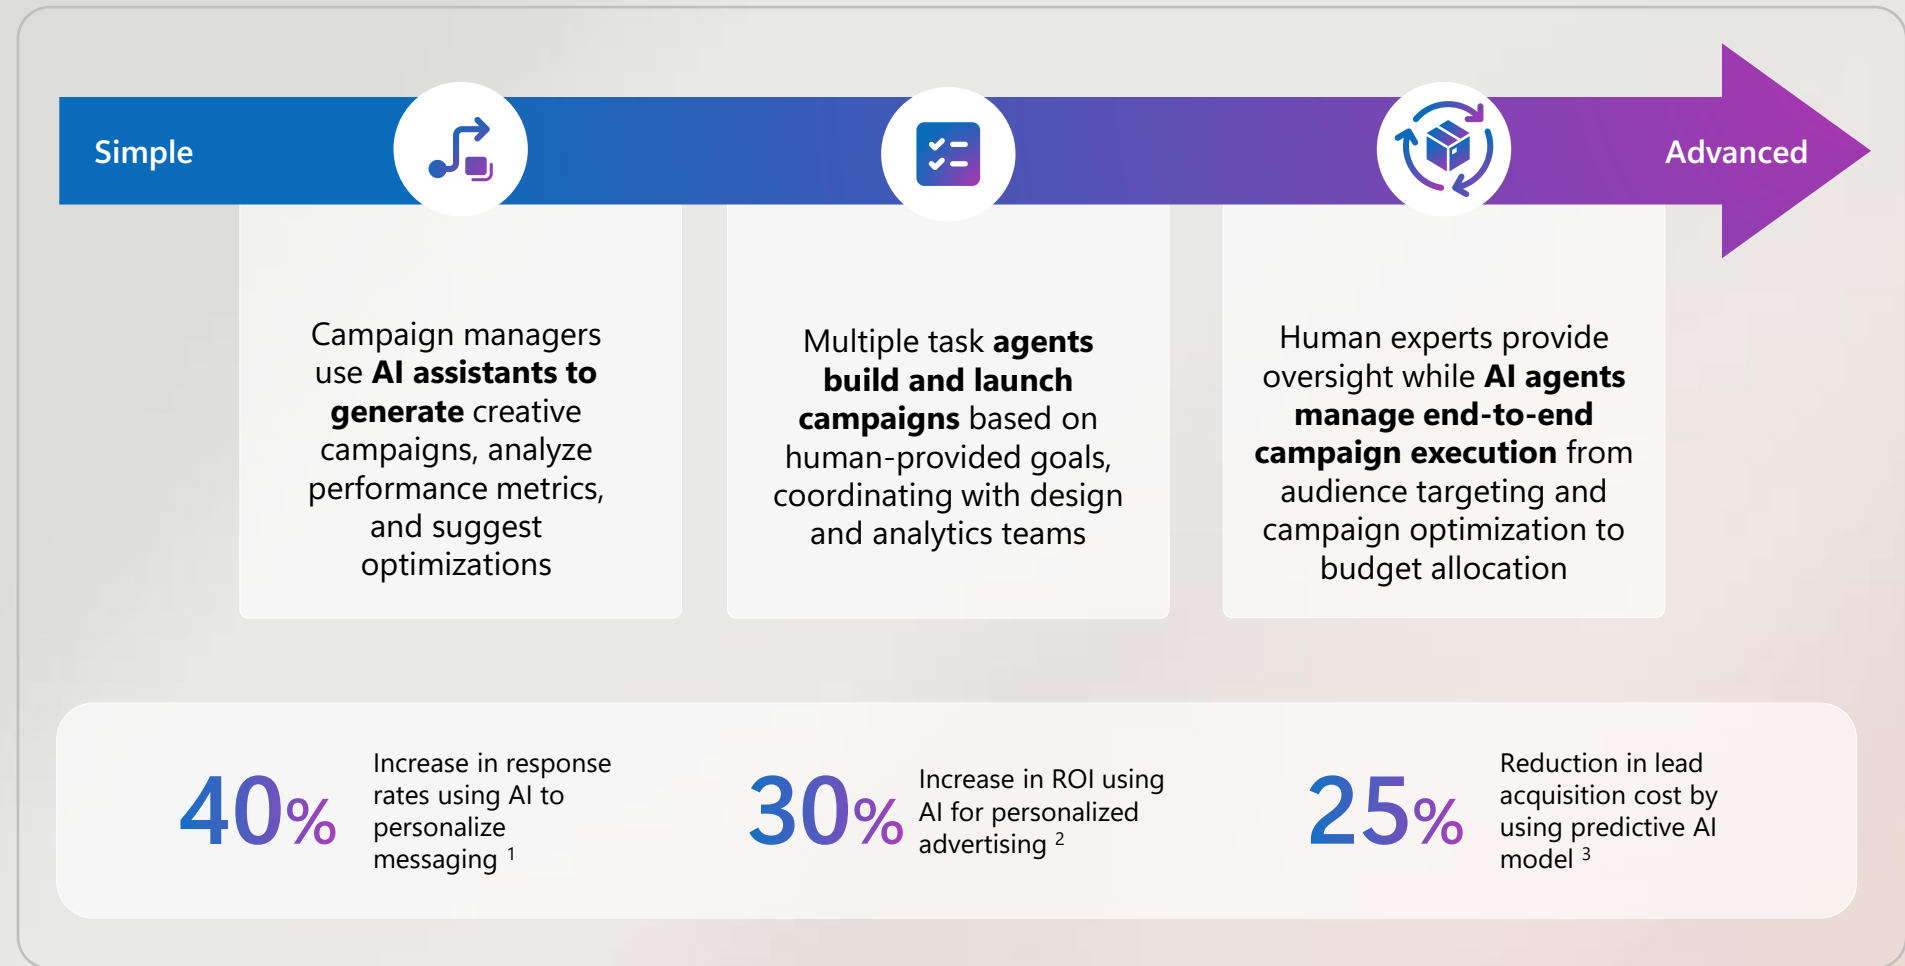 Simple
Advanced
Campaign managers
use AI assistants to
generate creative
campaigns, analyze
performance metrics,
and suggest
optimizations
Multiple task agents
build and launch
campaigns based on
human-provided goals,
coordinating with design
and analytics teams
Human experts provide
oversight while AI agents
manage end-to-end
campaign execution from
audience targeting and
campaign optimization to
budget allocation
40%
Increase in response
rates using AI to
personalize
messaging 1
30%
Increase in ROI using
AI for personalized
advertising 2
25%
Reduction in lead
acquisition cost by
using predictive AI
model 3